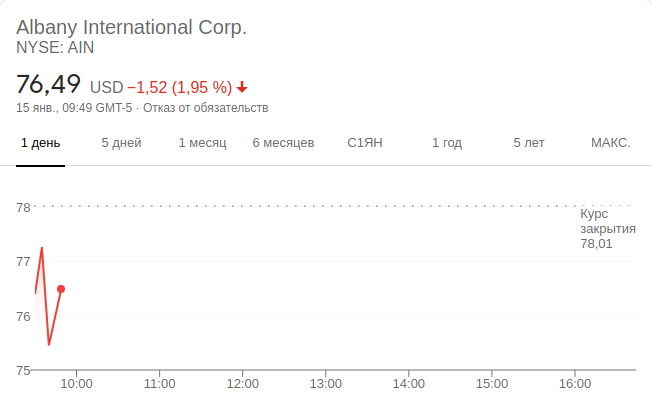 Albany International Corp.
NYSE: AIN
76,49 USD −1,52 (1,95 %)
15 янв., 09:49 GMT-5 · Отказ от обязательств
1 день 5 дней 1 месяц 6 месяцев С1ЯН 1 год 5 лет МАКС.
78
Курс
закрытия
78,01
77
76
75
10:00 11:00 12:00 13:00 14:00 15:00 16:00